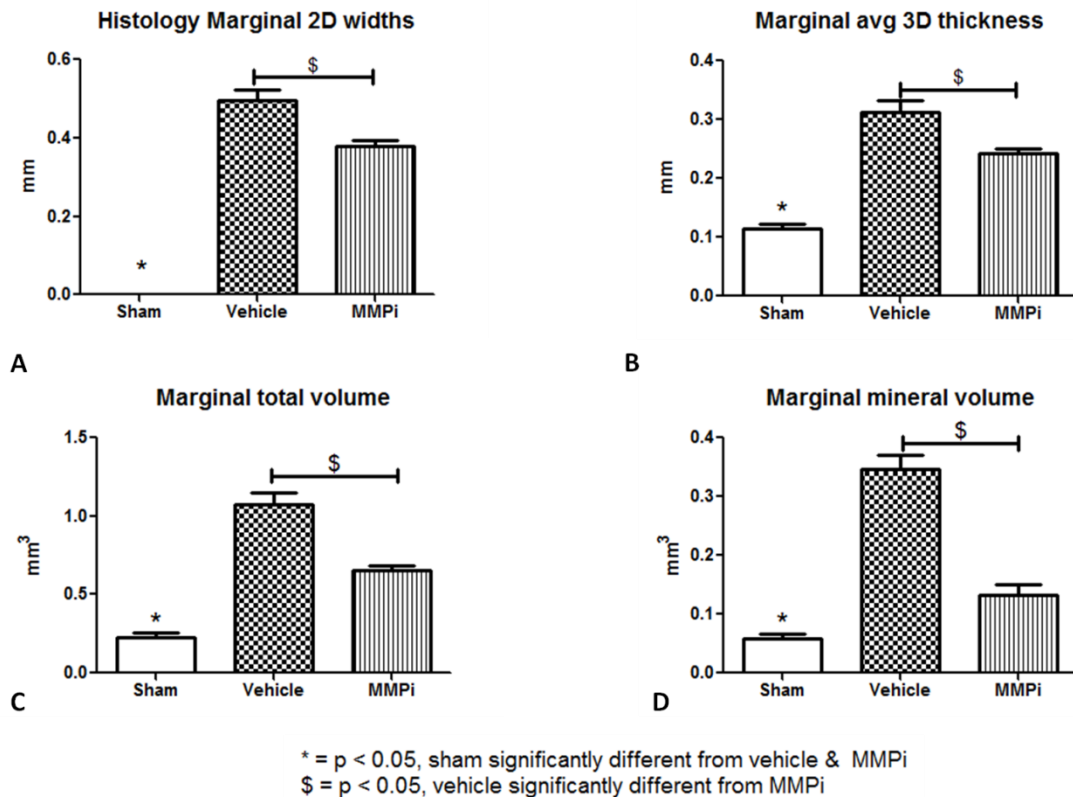 Histology Marginal 2D widths
$
0.6
0.4
0.2
0.0
mm
*
Sham Vehicle MMPi
A
Marginal avg 3D thickness
$
0.4
0.3
0.2
0.1
0.0
mm
*
Sham Vehicle MMPi
B
Marginal total volume
$
1.5
1.0
0.5
0.0
mm³
*
Sham Vehicle MMPi
C
Marginal mineral volume
$
0.4
0.3
0.2
0.1
0.0
mm³
*
Sham Vehicle MMPi
D
* = p < 0.05, sham significantly different from vehicle & MMPi
$ = p < 0.05, vehicle significantly different from MMPi